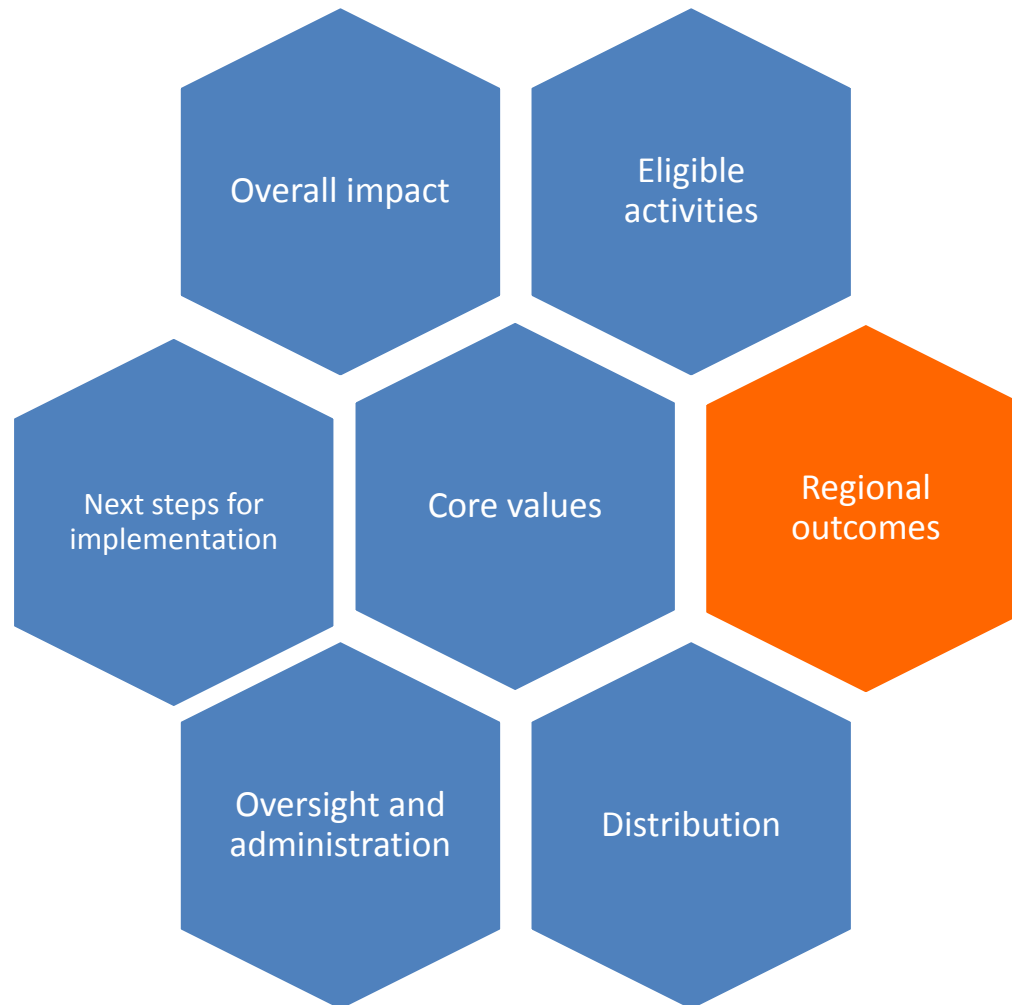 Overall impact
Eligible
activities
Next steps for
implementation
Core values
Regional
outcomes
Oversight and
administration
Distribution